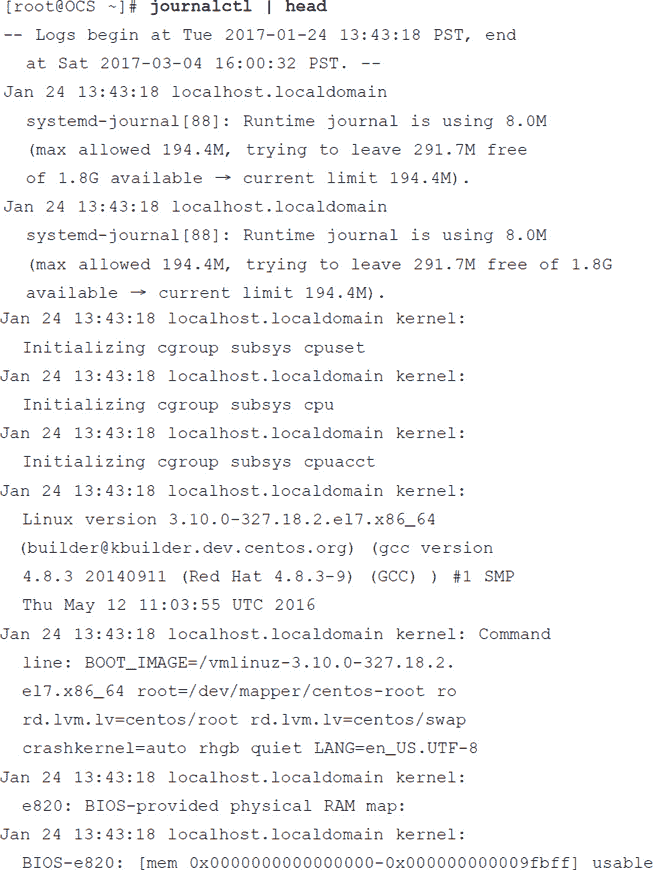 [root@OCS ~]# journalctl | head
-- Logs begin at Tue 2017-01-24 13:43:18 PST, end
at Sat 2017-03-04 16:00:32 PST. --
Jan 24 13:43:18 localhost.localdomain
systemd-journal[88]: Runtime journal is using 8.0M
(max allowed 194.4M, trying to leave 291.7M free
of 1.8G available → current limit 194.4M).
Jan 24 13:43:18 localhost.localdomain
systemd-journal[88]: Runtime journal is using 8.0M
(max allowed 194.4M, trying to leave 291.7M free of 1.8G
available → current limit 194.4M).
Jan 24 13:43:18 localhost.localdomain kernel:
Initializing cgroup subsys cpuset
Jan 24 13:43:18 localhost.localdomain kernel:
Initializing cgroup subsys cpu
Jan 24 13:43:18 localhost.localdomain kernel:
Initializing cgroup subsys cpuacct
Jan 24 13:43:18 localhost.localdomain kernel:
Linux version 3.10.0-327.18.2.el7.x86_64
(builder@kbuilder.dev.centos.org) (gcc version
4.8.3 20140911 (Red Hat 4.8.3-9) (GCC) ) #1 SMP
Thu May 12 11:03:55 UTC 2016
Jan 24 13:43:18 localhost.localdomain kernel: Command
line: BOOT_IMAGE=/vmlinuz-3.10.0-327.18.2.
el7.x86_64 root=/dev/mapper/centos-root ro
rd.lvm.lv=centos/root rd.lvm.lv=centos/swap
crashkernel=auto rhgb quiet LANG=en_US.UTF-8
Jan 24 13:43:18 localhost.localdomain kernel:
e820: BIOS-provided physical RAM map:
Jan 24 13:43:18 localhost.localdomain kernel:
BIOS-e820: [mem 0x0000000000000000-0x000000000009fbff] usable